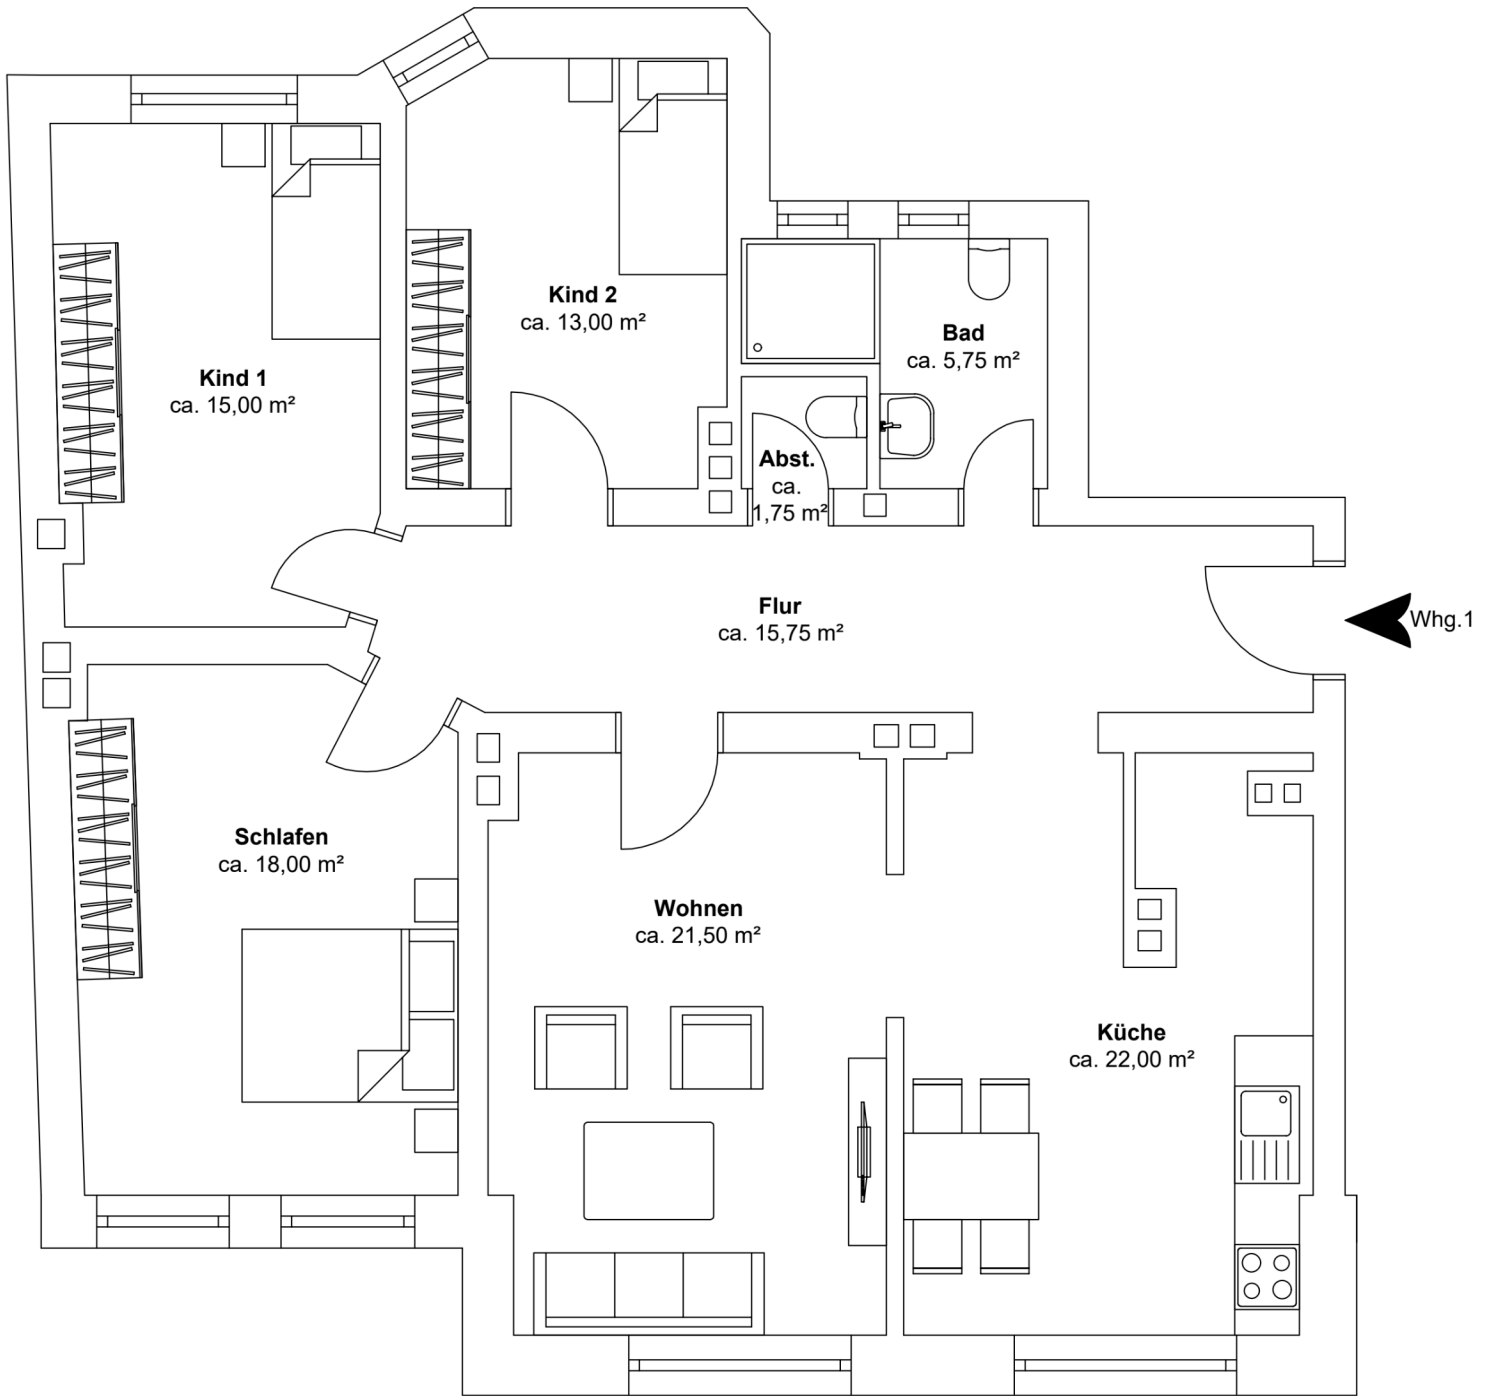 Kind 2
ca. 13,00 m²
Bad
ca. 5,75 m²
Kind 1
ca. 15,00 m²
Abst.
ca.
1,75 m²
Flur
ca. 15,75 m²
Whg.1
Schlafen
ca. 18,00 m²
Wohnen
ca. 21,50 m²
Küche
ca. 22,00 m²